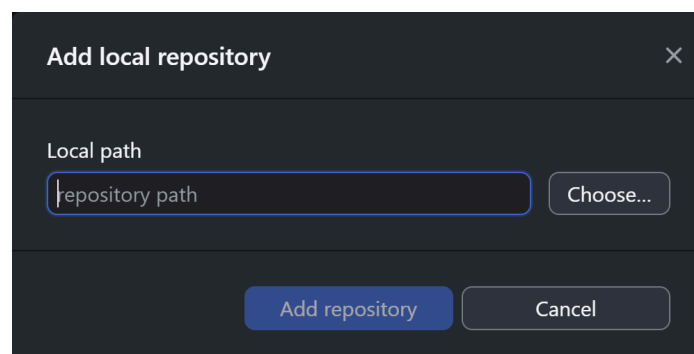 Add local repository
Local path
repository path
Choose...
Add repository
Cancel